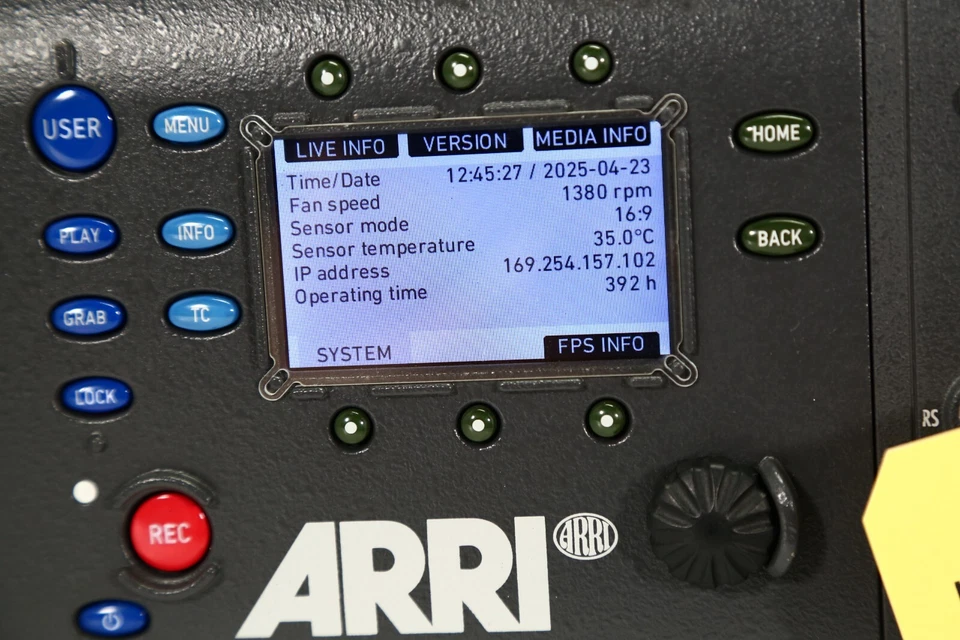 USER
MENU
PLAY
INFO
GRAB
TC
LOCK
REC
LIVE INFO VERSION MEDIA INFO
Time/Date 12:45:27 / 2025-04-23
Fan speed 1380 rpm
Sensor mode 16:9
Sensor temperature 35.0°C
IP address 169.254.157.102
Operating time 392 h
SYSTEM FPS INFO
HOME
BACK
ARRI ARRI
RS